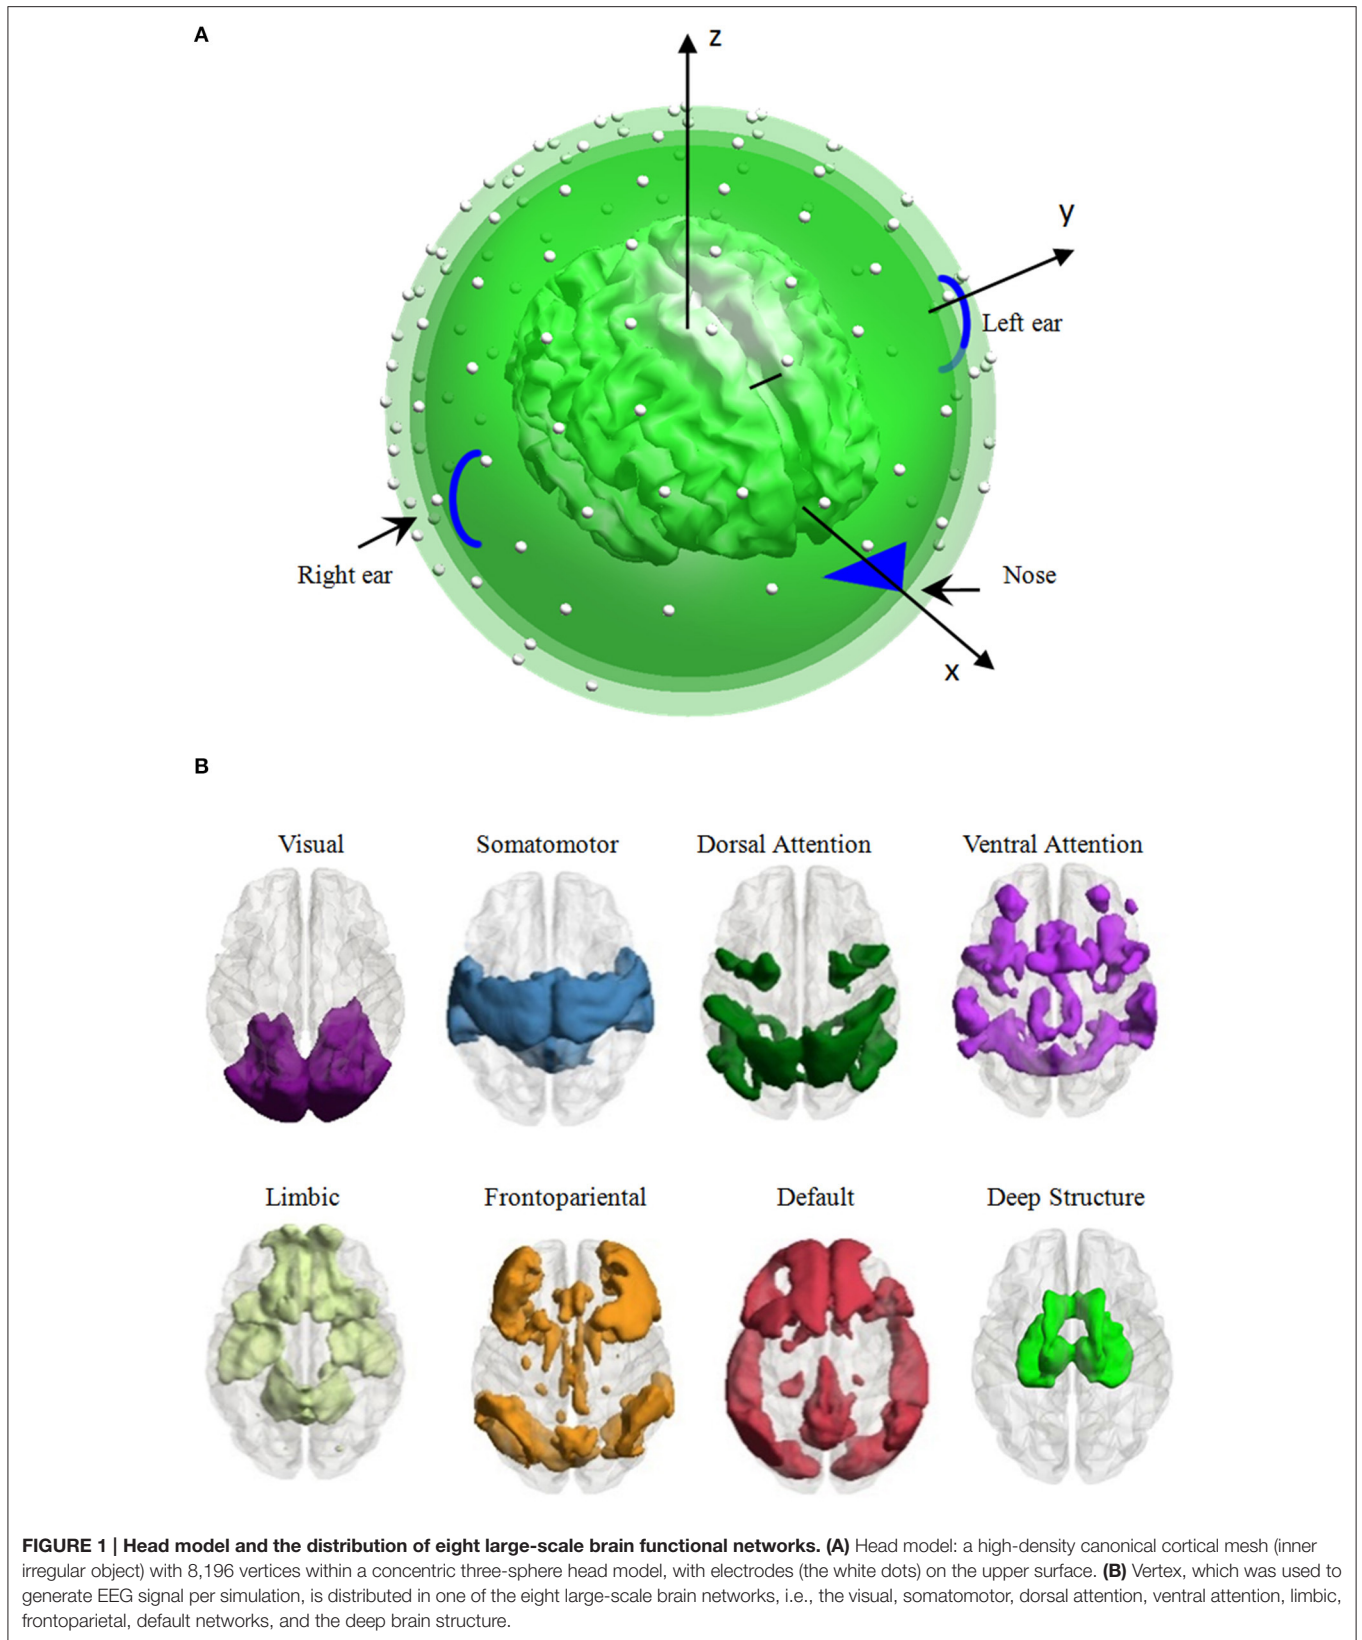 A
z
y
Left ear
Right ear
Nose
x
B
Visual
Somatomotor
Dorsal Attention
Ventral Attention
Limbic
Frontopariental
Default
Deep Structure
FIGURE 1 | Head model and the distribution of eight large-scale brain functional networks. (A) Head model: a high-density canonical cortical mesh (inner
irregular object) with 8,196 vertices within a concentric three-sphere head model, with electrodes (the white dots) on the upper surface. (B) Vertex, which was used to
generate EEG signal per simulation, is distributed in one of the eight large-scale brain networks, i.e., the visual, somatomotor, dorsal attention, ventral attention, limbic,
frontoparietal, default networks, and the deep brain structure.